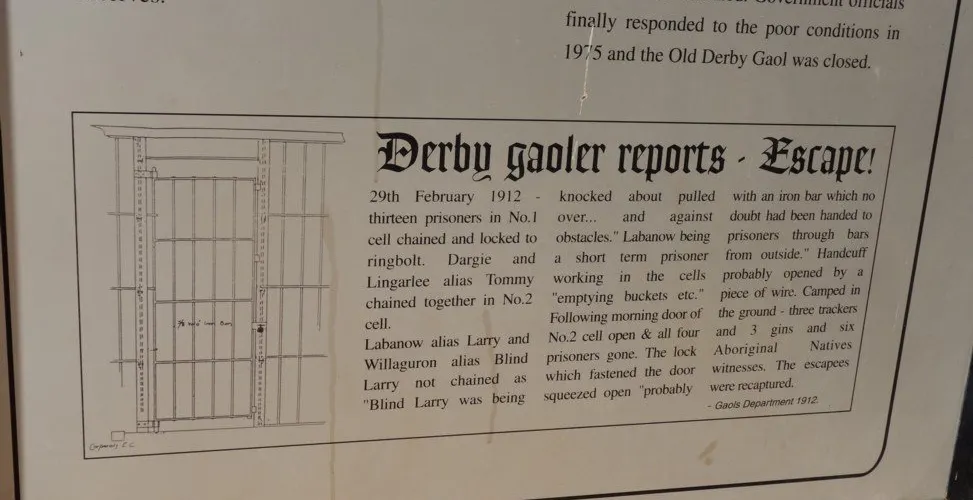 finally responded to the poor conditions in
1975 and the Old Derby Gaol was closed.
Derby gaoler reports - Escape!
29th February 1912 -
thirteen prisoners in No.1
cell chained and locked to
ringbolt. Dargie and
Lingarlee alias Tommy
chained together in No.2
cell.
Labanow alias Larry and
Willaguron alias Blind
Larry not chained as
"Blind Larry was being
knocked about pulled
over... and against
obstacles." Labanow being
a short term prisoner
working in the cells
"emptying buckets etc."
Following morning door of
No.2 cell open & all four
prisoners gone. The lock
which fastened the door
squeezed open "probably
with an iron bar which no
doubt had been handed to
prisoners through bars
from outside." Handcuff
probably opened by a
piece of wire. Camped in
the ground - three trackers
and 3 gins and six
Aboriginal Natives
witnesses. The escapees
were recaptured.
- Gaols Department 1912.